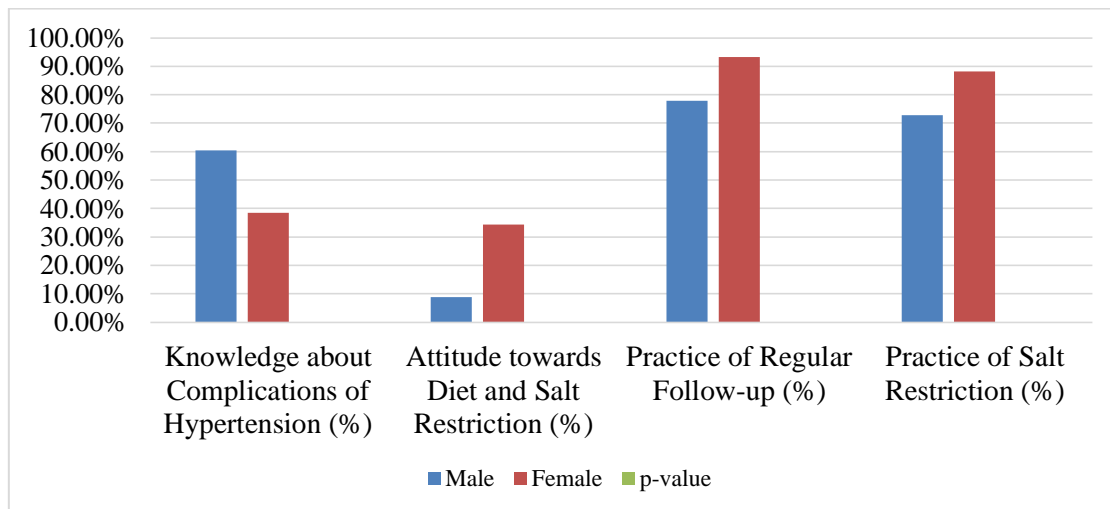 100.00%
90.00%
80.00%
70.00%
60.00%
50.00%
40.00%
30.00%
20.00%
10.00%
0.00%
Knowledge about
Complications of
Hypertension (%)
Attitude towards
Diet and Salt
Restriction (%)
Practice of Regular
Follow-up (%)
Practice of Salt
Restriction (%)
Male Female p-value